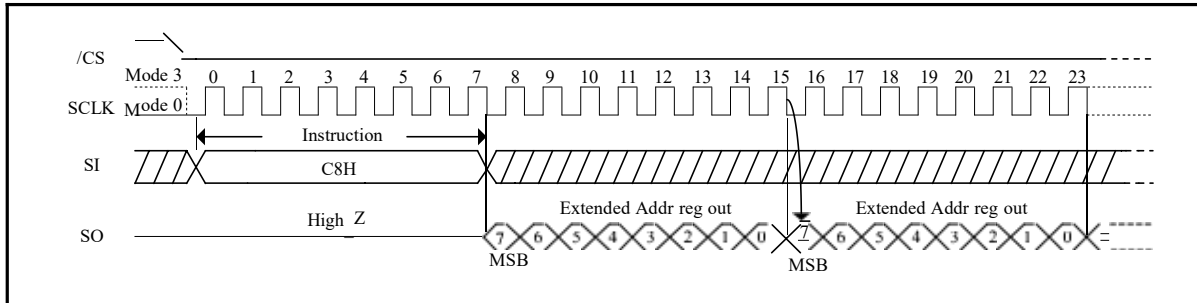 /CS
Mode 3 0 1 2 3 4 5 6 7 8 9 10 11 12 13 14 15 16 17 18 19 20 21 22 23
SCLK Mode 0
Instruction
SI C8H
High_Z Extended Addr reg out Extended Addr reg out
SO 7 6 5 4 3 2 1 0 7 6 5 4 3 2 1 0
MSB MSB